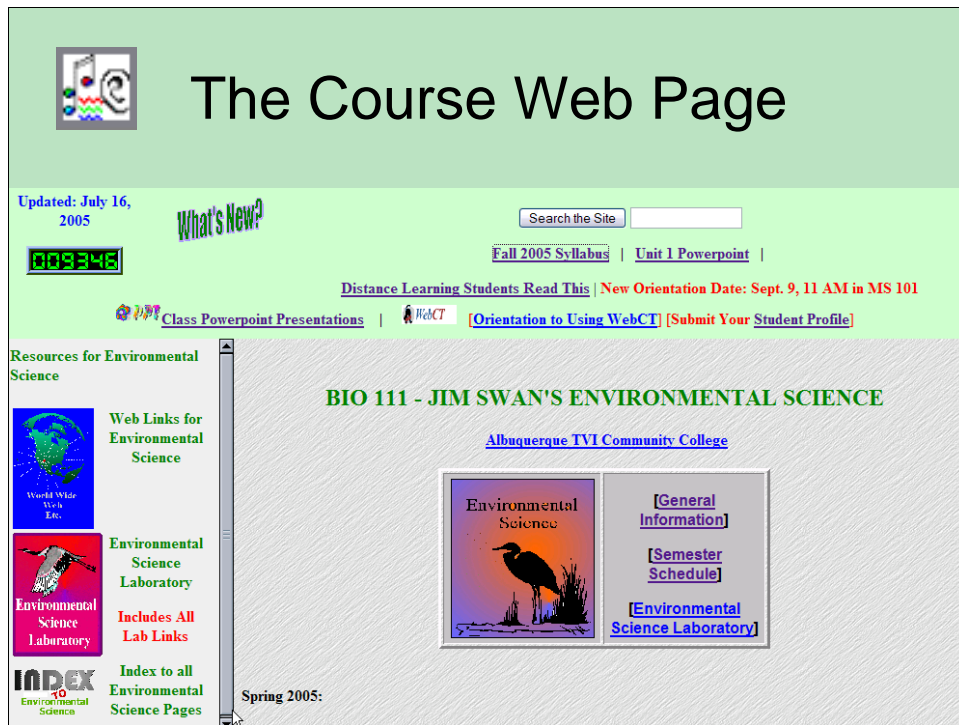 The Course Web Page
Updated: July 16,
2005
What's New?
009346
Search the Site
Fall 2005 Syllabus | Unit 1 Powerpoint |
Distance Learning Students Read This | New Orientation Date: Sept. 9, 11 AM in MS 101
PPT Class Powerpoint Presentations | WebCT [Orientation to Using WebCT] [Submit Your Student Profile]
Resources for Environmental
Science
World Wide
Web
Etc.
Web Links for
Environmental
Science
Environmental
Science
Laboratory
Environmental
Science
Laboratory
Includes All
Lab Links
INDEX
TO
Environmental
Science
Index to all
Environmental
Science Pages
BIO 111 - JIM SWAN'S ENVIRONMENTAL SCIENCE
Albuquerque TVI Community College
Environmental
Science
[General
Information]
[Semester
Schedule]
[Environmental
Science Laboratory]
Spring 2005: